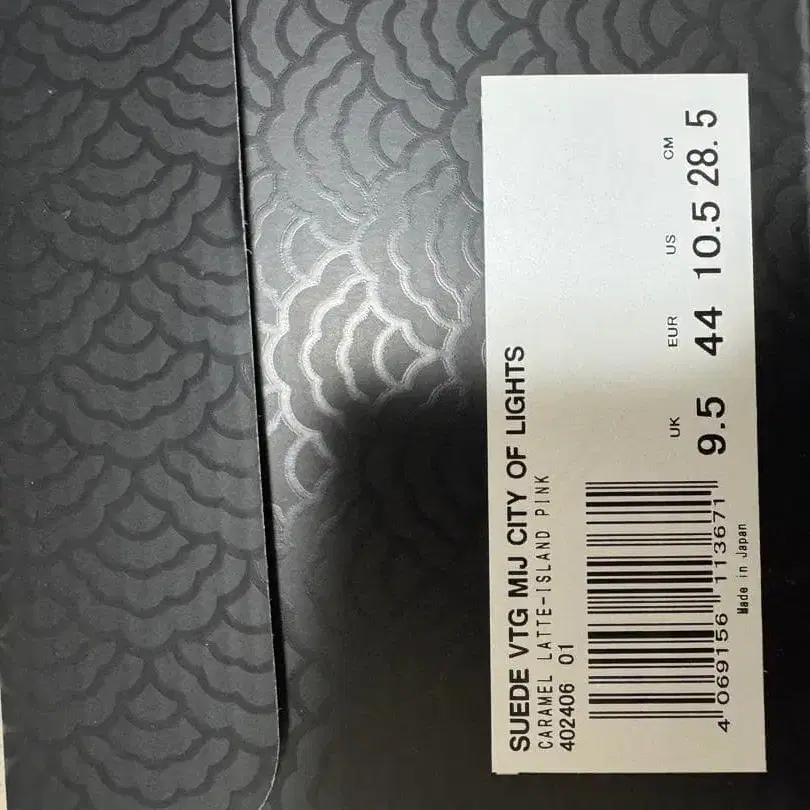 SUEDE VTG MIJ CITY OF LIGHTS
CARAMEL LATTE-ISLAND PINK
402406 01
UK EUR US CM
9.5 44 10.5 28.5
4 069156 113671
Made in Japan